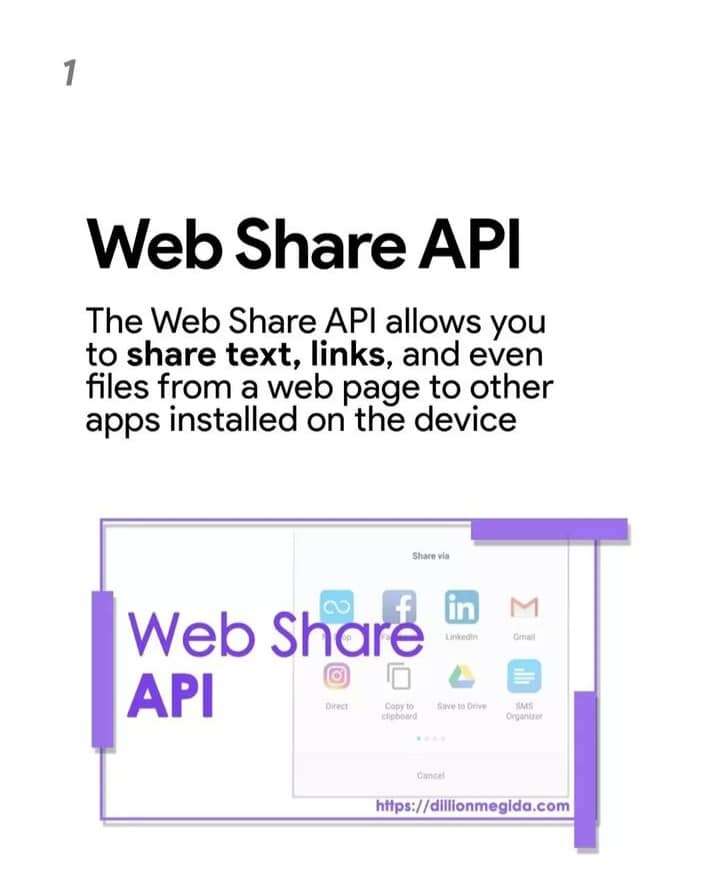 1
Web Share API
The Web Share API allows you
to share text, links, and even
files from a web page to other
apps installed on the device
Share via
Web Share
API
LinkedIn
Gmail
Direct
Copy to
clipboard
Save to Drive
SMS
Organizer
Cancel
https://dillionmegida.com